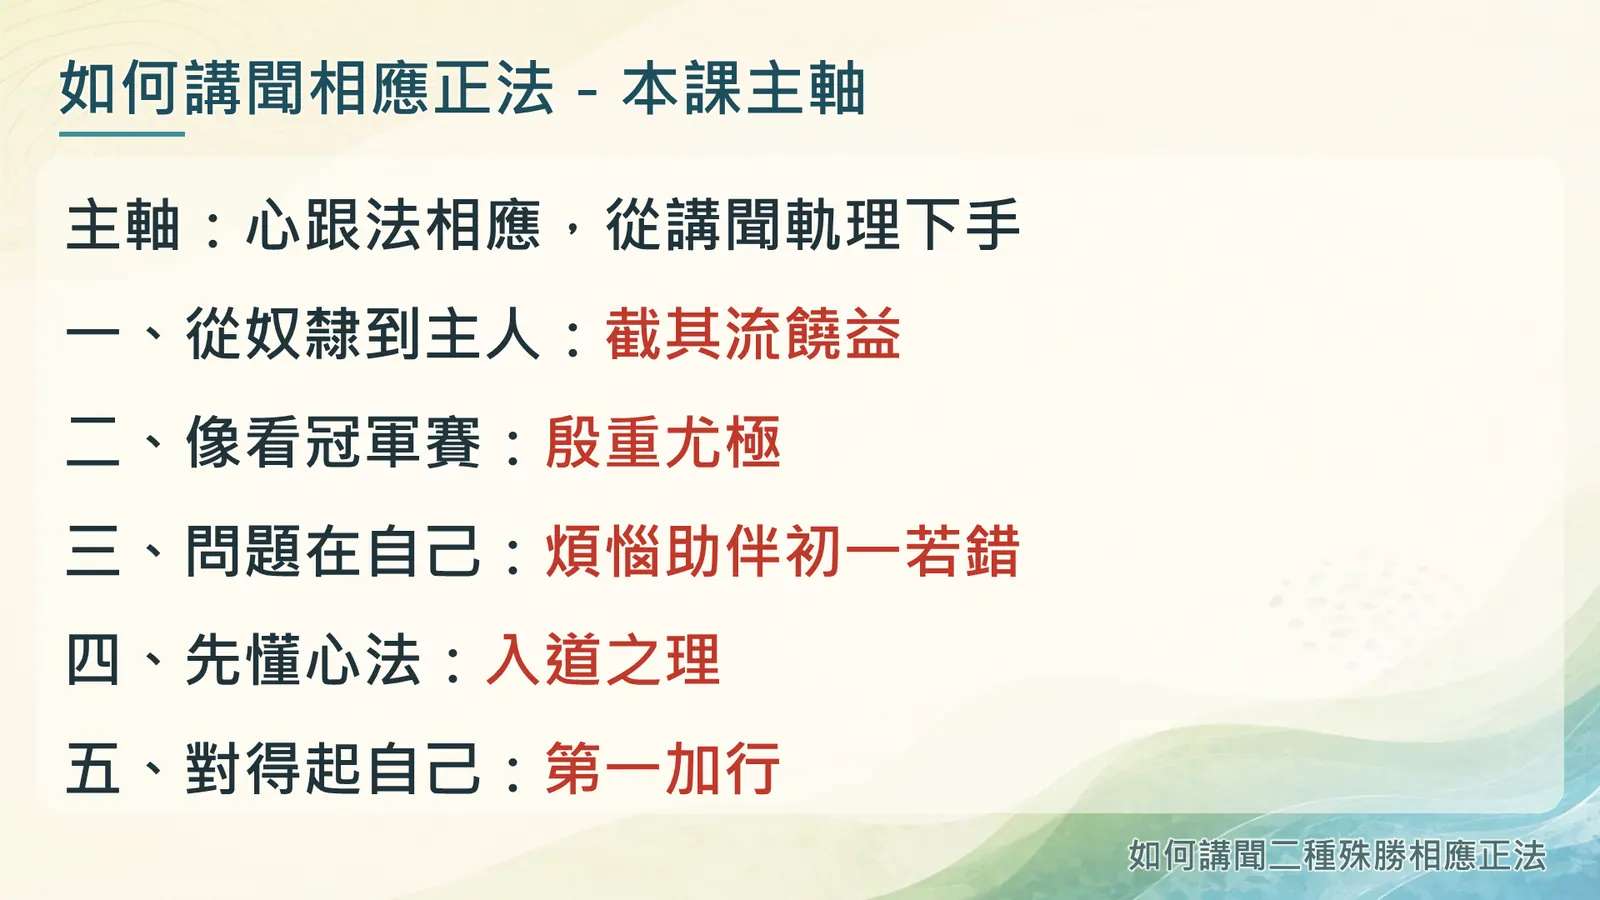 如何講聞相應正法 - 本課主軸
主軸：心跟法相應，從講聞軌理下手
一、從奴隸到主人：截其流饒益
二、像看冠軍賽：殷重尤極
三、問題在自己：煩惱助伴初一若錯
四、先懂心法：入道之理
五、對得起自己：第一加行
如何講聞二種殊勝相應正法